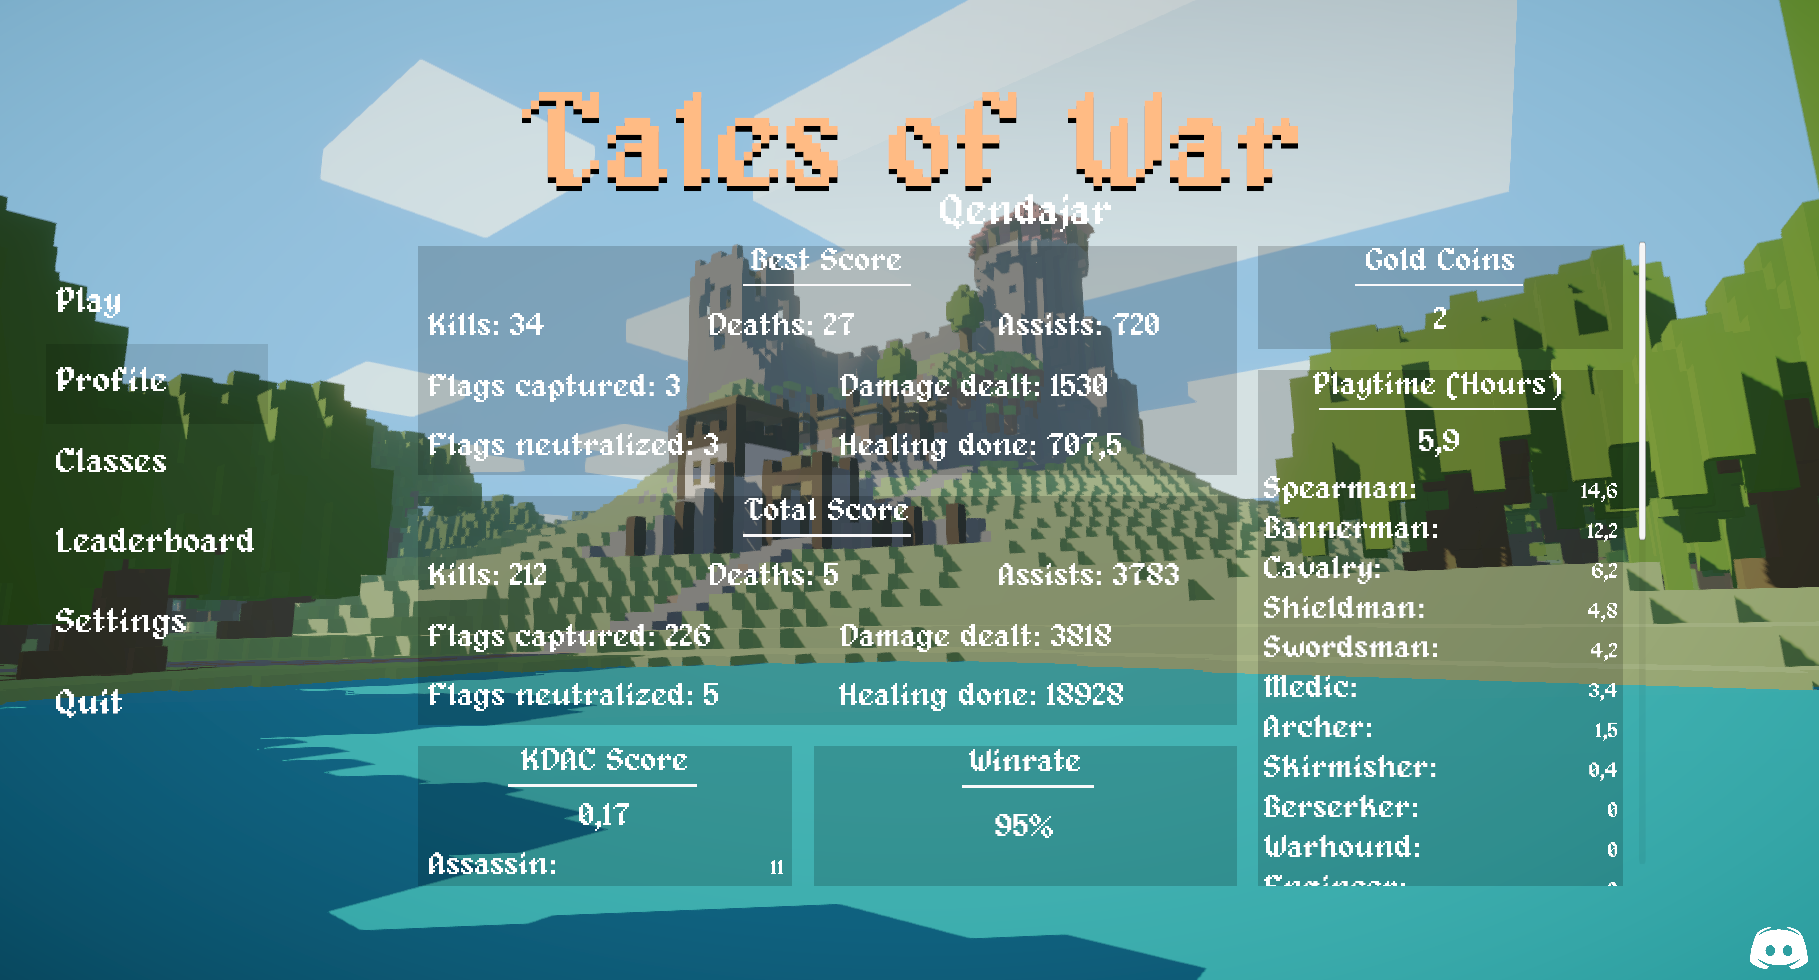 Tales of War
Qendajar
Play
Profile
Classes
Leaderboard
Settings
Quit
Best Score
Kills: 34 Deaths: 27 Assists: 720
Flags captured: 3 Damage dealt: 1530
Flags neutralized: 3 Healing done: 707,5
Total Score
Kills: 212 Deaths: 5 Assists: 3783
Flags captured: 226 Damage dealt: 3818
Flags neutralized: 5 Healing done: 18928
KDAC Score
0,17
Assassin: 11
Winrate
95%
Gold Coins
2
Playtime (Hours)
5,9
Spearman: 14,6
Bannerman: 12,2
Cavalry: 6,2
Shieldman: 4,8
Swordsman: 4,2
Medic: 3,4
Archer: 1,5
Skirmisher: 0,4
Berserker: 0
Warhound: 0